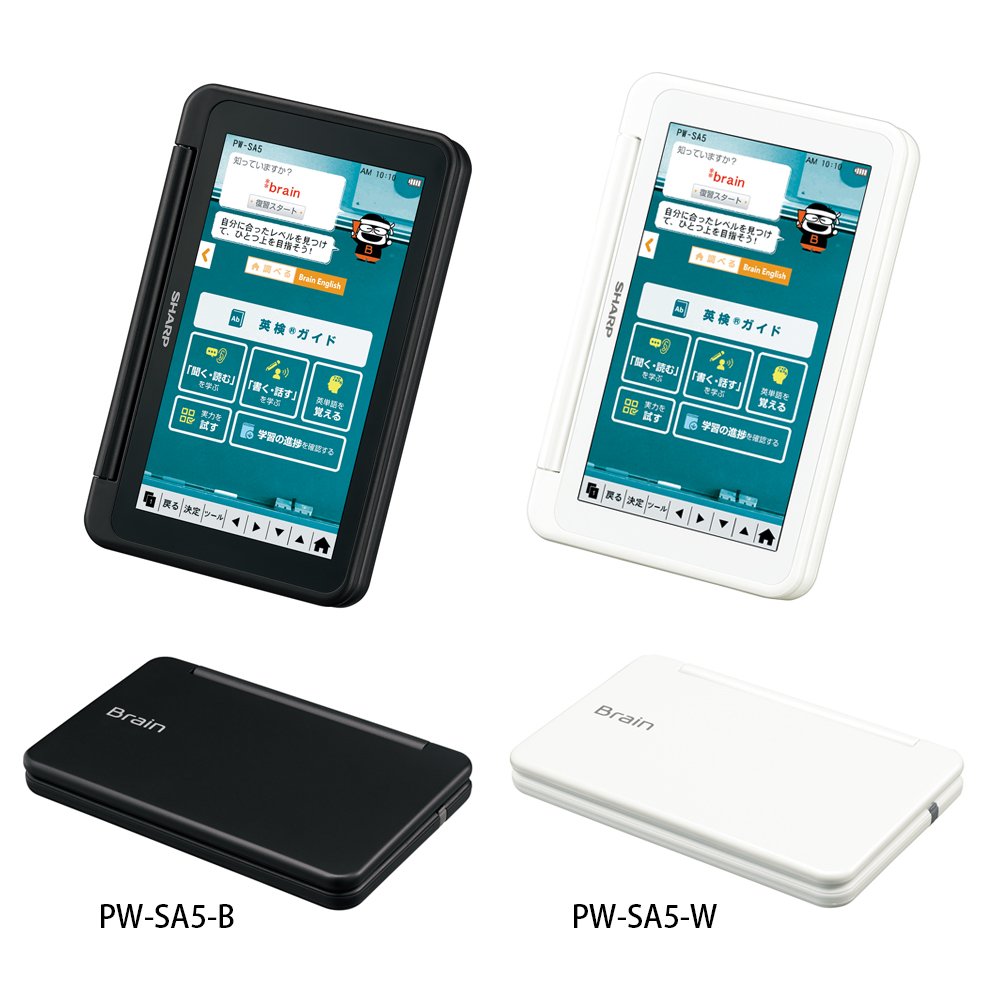 PW-SA5
AM 10:10
知っていますか?
brain
復習スタート
自分に合ったレベルを見つけ
て、ひとつ上を目指そう!
B
調べる Brain English
Ab 英検®ガイド
「聞く・読む」
を学ぶ
「書く・話す」
を学ぶ
英単語を
覚える
実力を
試す
学習の進捗を確認する
戻る 決定 ツール
SHARP
PW-SA5
AM 10:10
知っていますか?
brain
復習スタート
自分に合ったレベルを見つけ
て、ひとつ上を目指そう!
B
調べる Brain English
Ab 英検®ガイド
「聞く・読む」
を学ぶ
「書く・話す」
を学ぶ
英単語を
覚える
実力を
試す
学習の進捗を確認する
戻る 決定 ツール
SHARP
Brain
Brain
PW-SA5-B
PW-SA5-W